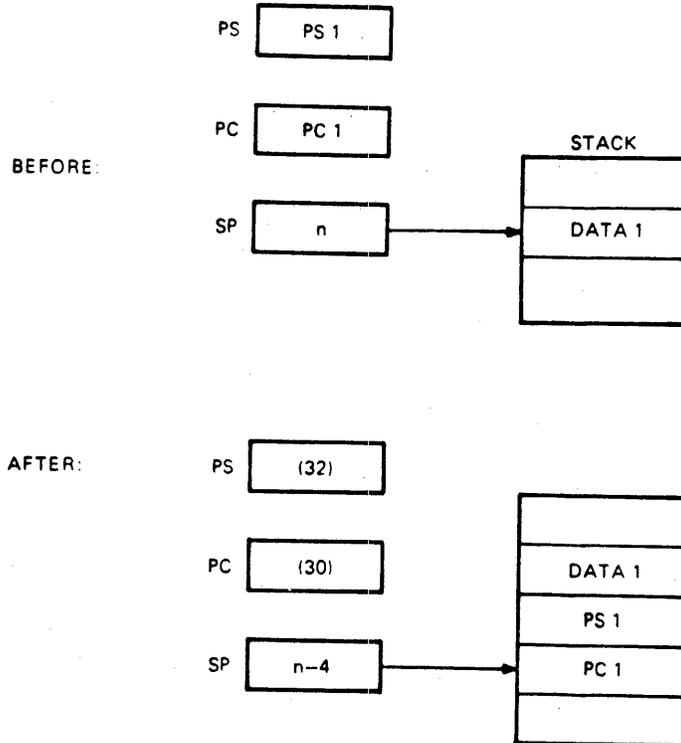 PS PS 1
PC PC 1
STACK
BEFORE:
SP n DATA 1
AFTER:
PS (32)
PC (30) DATA 1
PS 1
SP n-4 PC 1